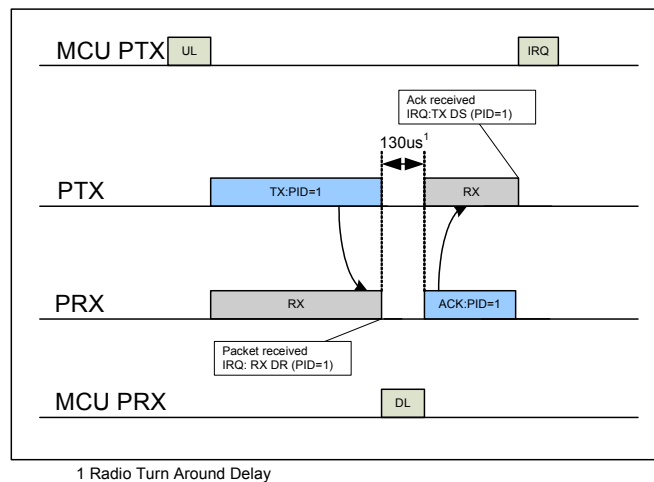 MCU PTX
UL
IRQ
Ack received
IRQ:TX DS (PID=1)
130us1
PTX
TX:PID=1
RX
PRX
RX
ACK:PID=1
Packet received
IRQ: RX DR (PID=1)
MCU PRX
DL
1 Radio Turn Around Delay